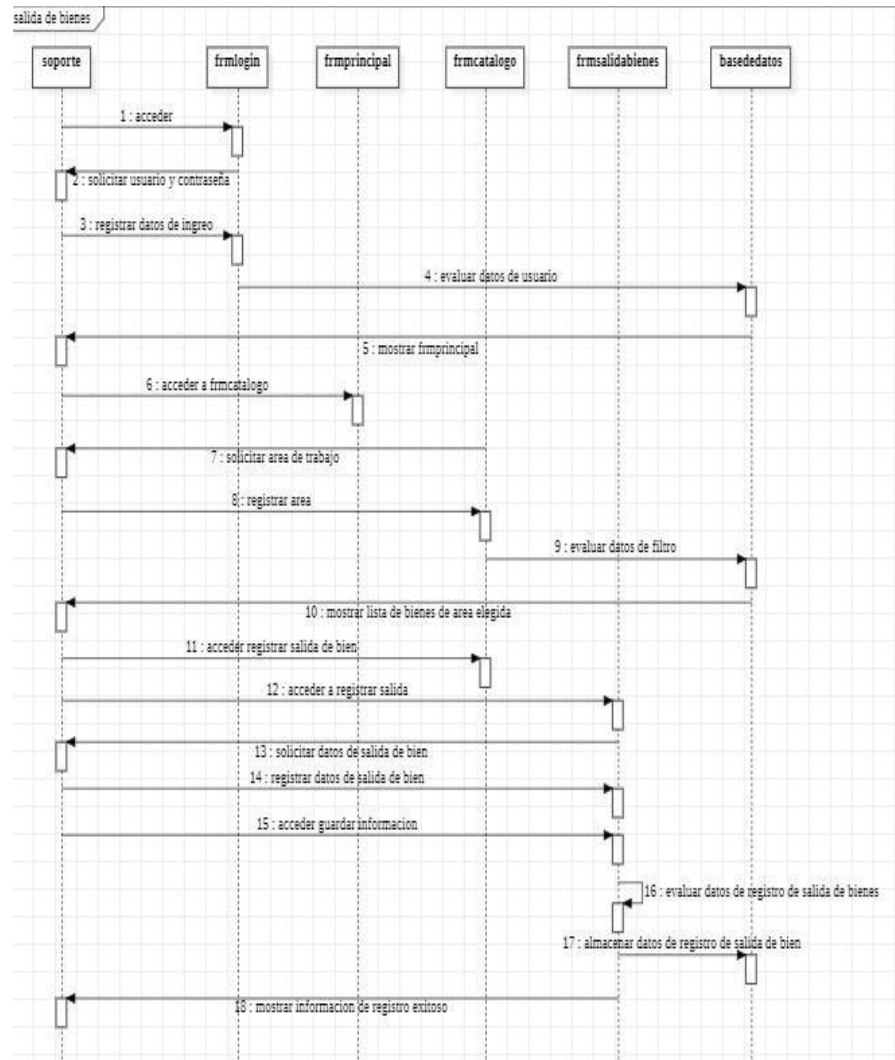 salida de bienes
soporte
frmlogin
frmprincipal
frmcatalogo
frmsalidabienes
basededatos
1 : acceder
2 : solicitar usuario y contraseña
3 : registrar datos de ingreo
4 : evaluar datos de usuario
5 : mostrar frmprincipal
6 : acceder a frmcatalogo
7 : solicitar area de trabajo
8 : registrar area
9 : evaluar datos de filtro
10 : mostrar lista de bienes de area elegida
11 : acceder registrar salida de bien
12 : acceder a registrar salida
13 : solicitar datos de salida de bien
14 : registrar datos de salida de bien
15 : acceder guardar informacion
16 : evaluar datos de registro de salida de bienes
17 : almacenar datos de registro de salida de bien
18 : mostrar informacion de registro exitoso